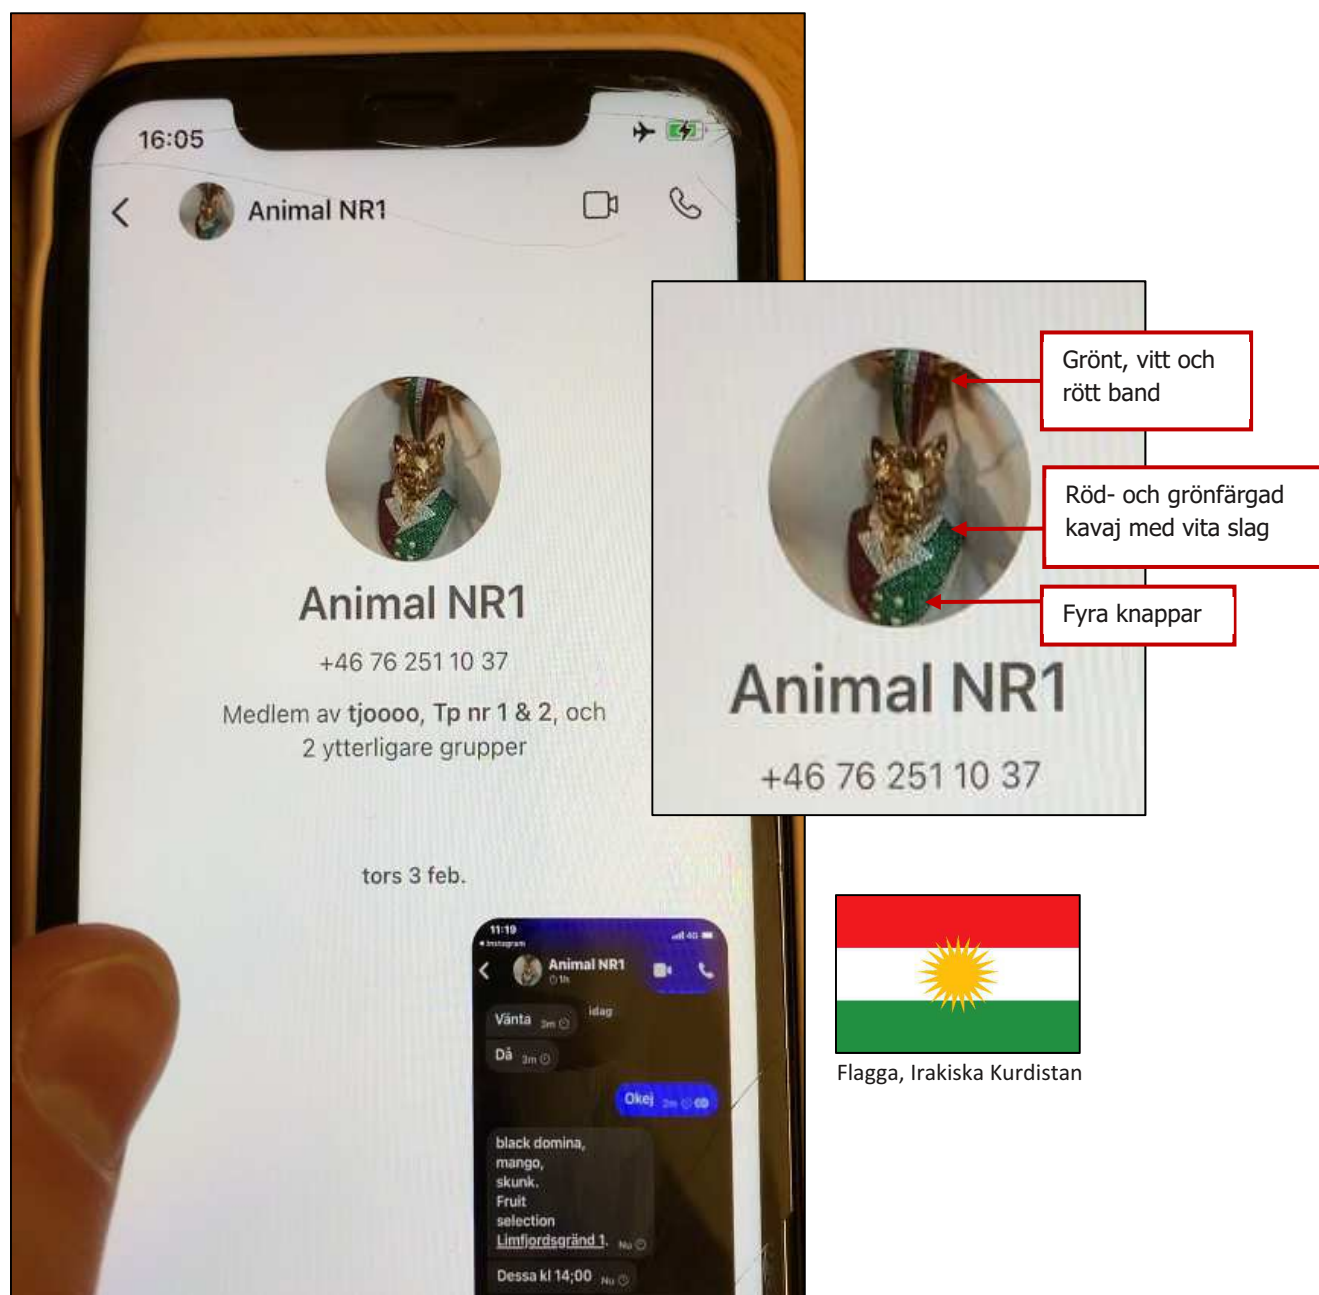 16:05
Animal NR1
Animal NR1
+46 76 251 10 37
Medlem av tjoooo, Tp nr 1 & 2, och
2 ytterligare grupper
tors 3 feb.
11:19
4G
Instagram
Animal NR1
1h
idag
Vänta 3m
Då 3m
Okej 2m
black domina,
mango,
skunk.
Fruit
selection
Limfjordsgränd 1. Nu
Dessa kl 14;00 Nu
Grönt, vitt och
rött band
Röd- och grönfärgad
kavaj med vita slag
Fyra knappar
Animal NR1
+46 76 251 10 37
Flagga, Irakiska Kurdistan